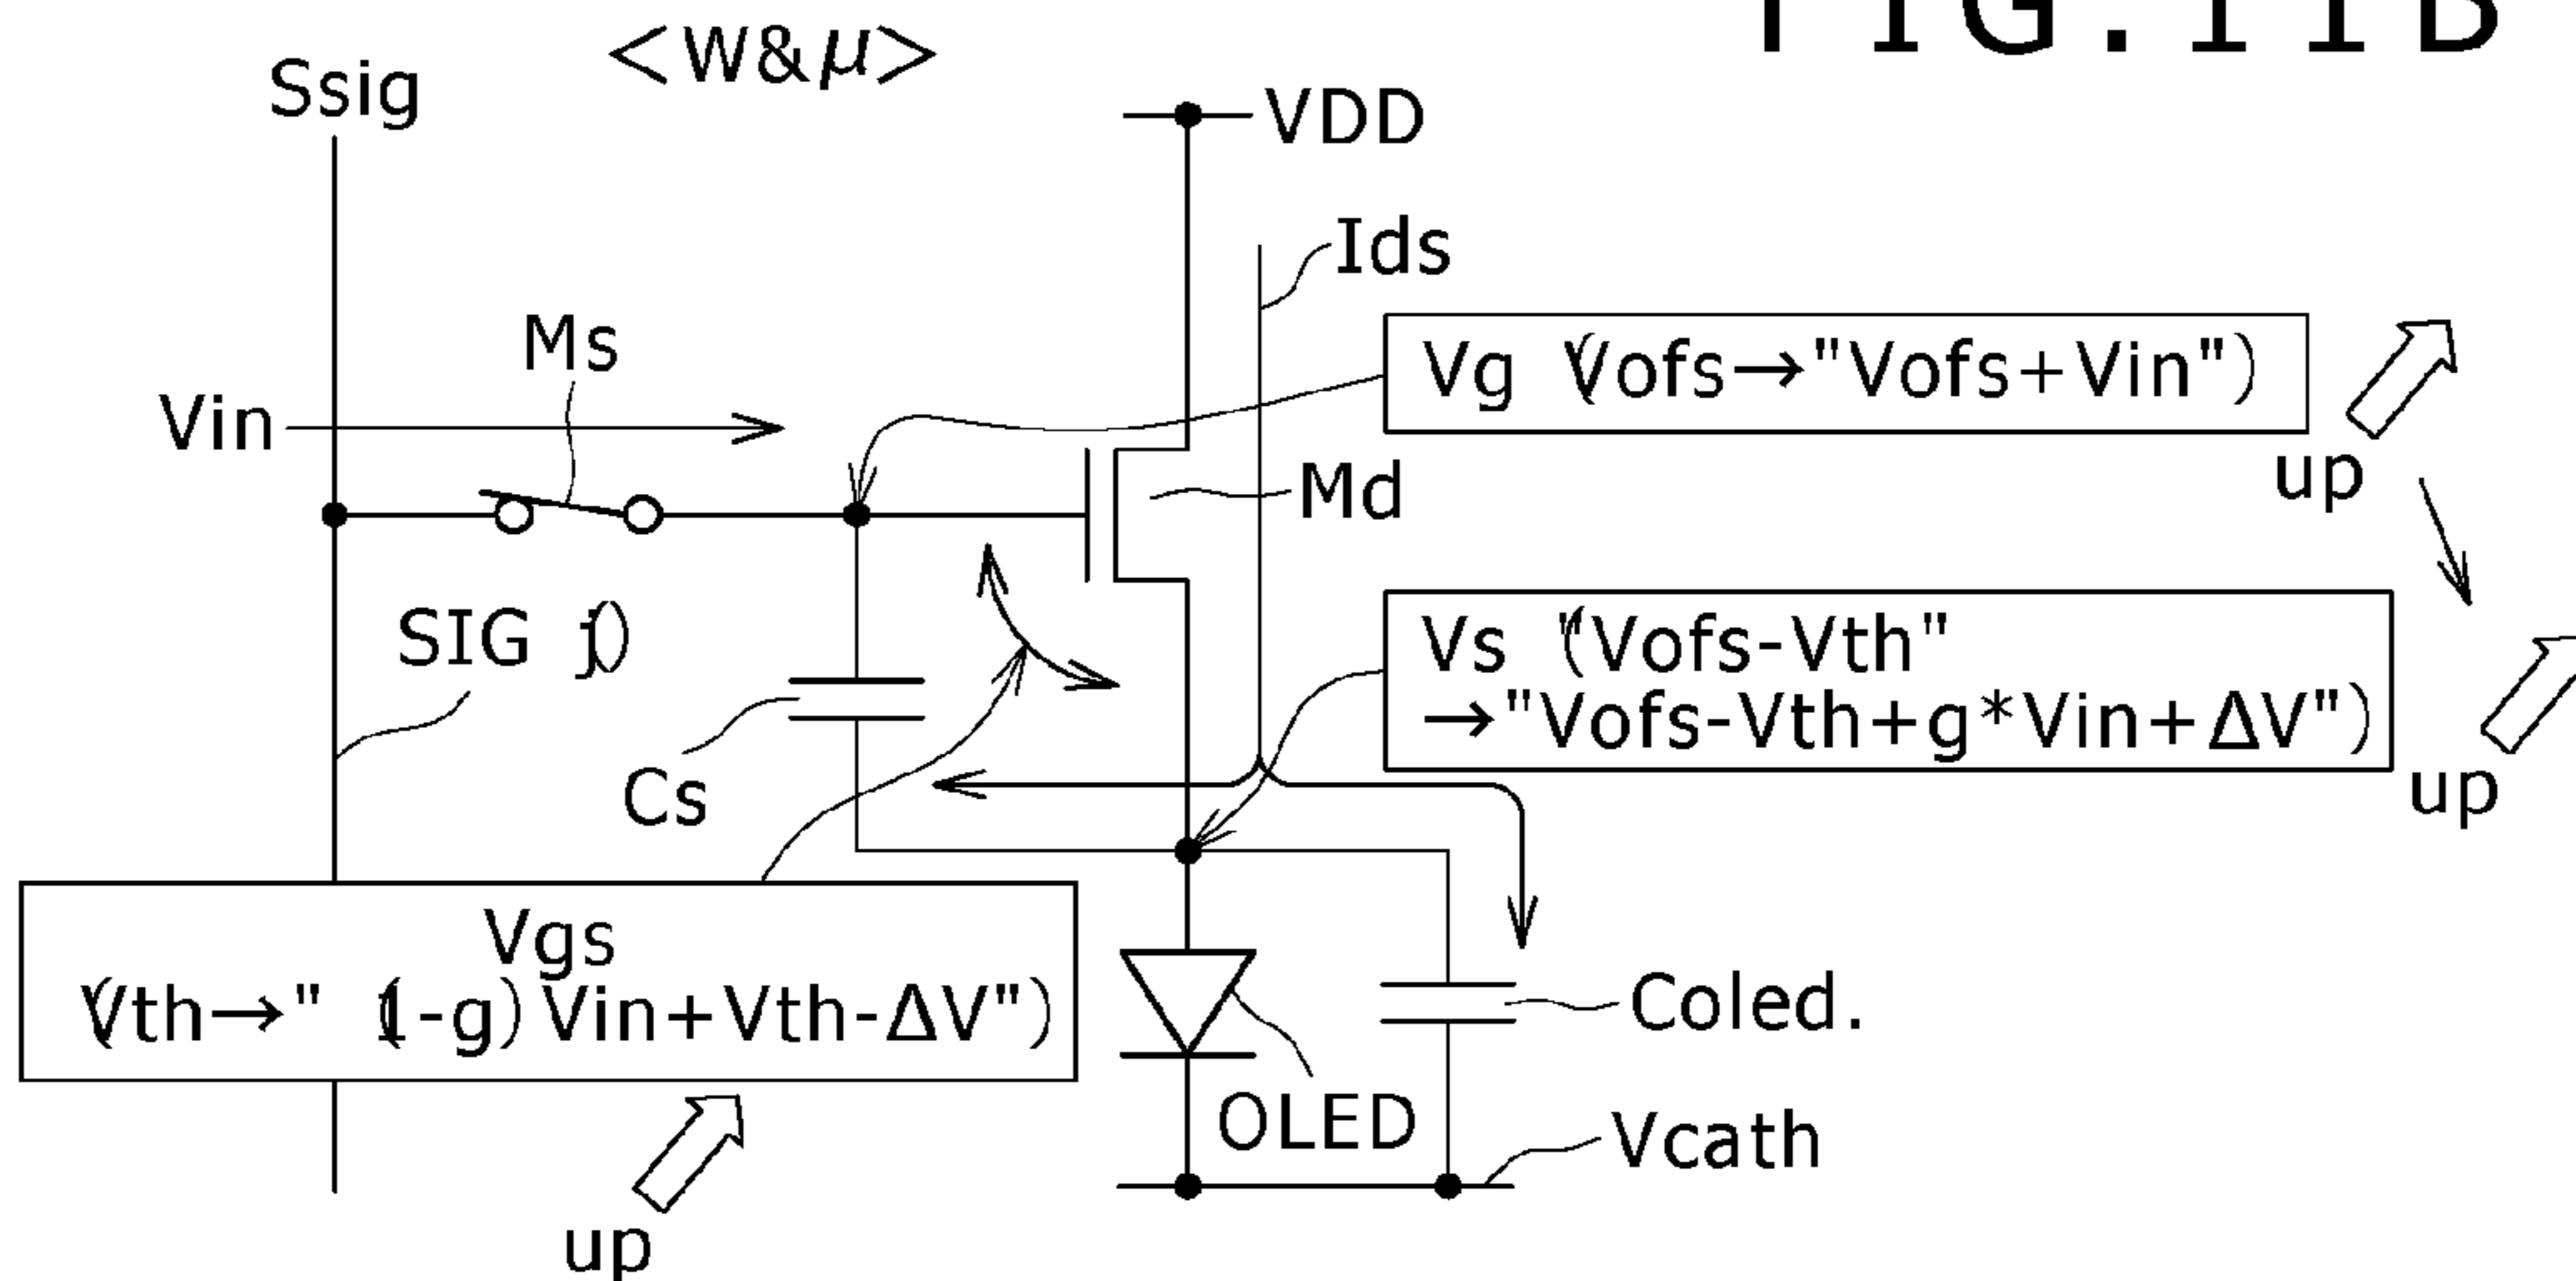 FIG.11B
<W&μ>
Ssig
VDD
Ids
Ms
Vin
Vg (Vofs→"Vofs+Vin")
up
Md
SIG (j)
Vs ("Vofs-Vth"
→"Vofs-Vth+g*Vin+ΔV")
up
Cs
Vgs
(Vth→" (1-g) Vin+Vth-ΔV")
Coled.
OLED
Vcath
up